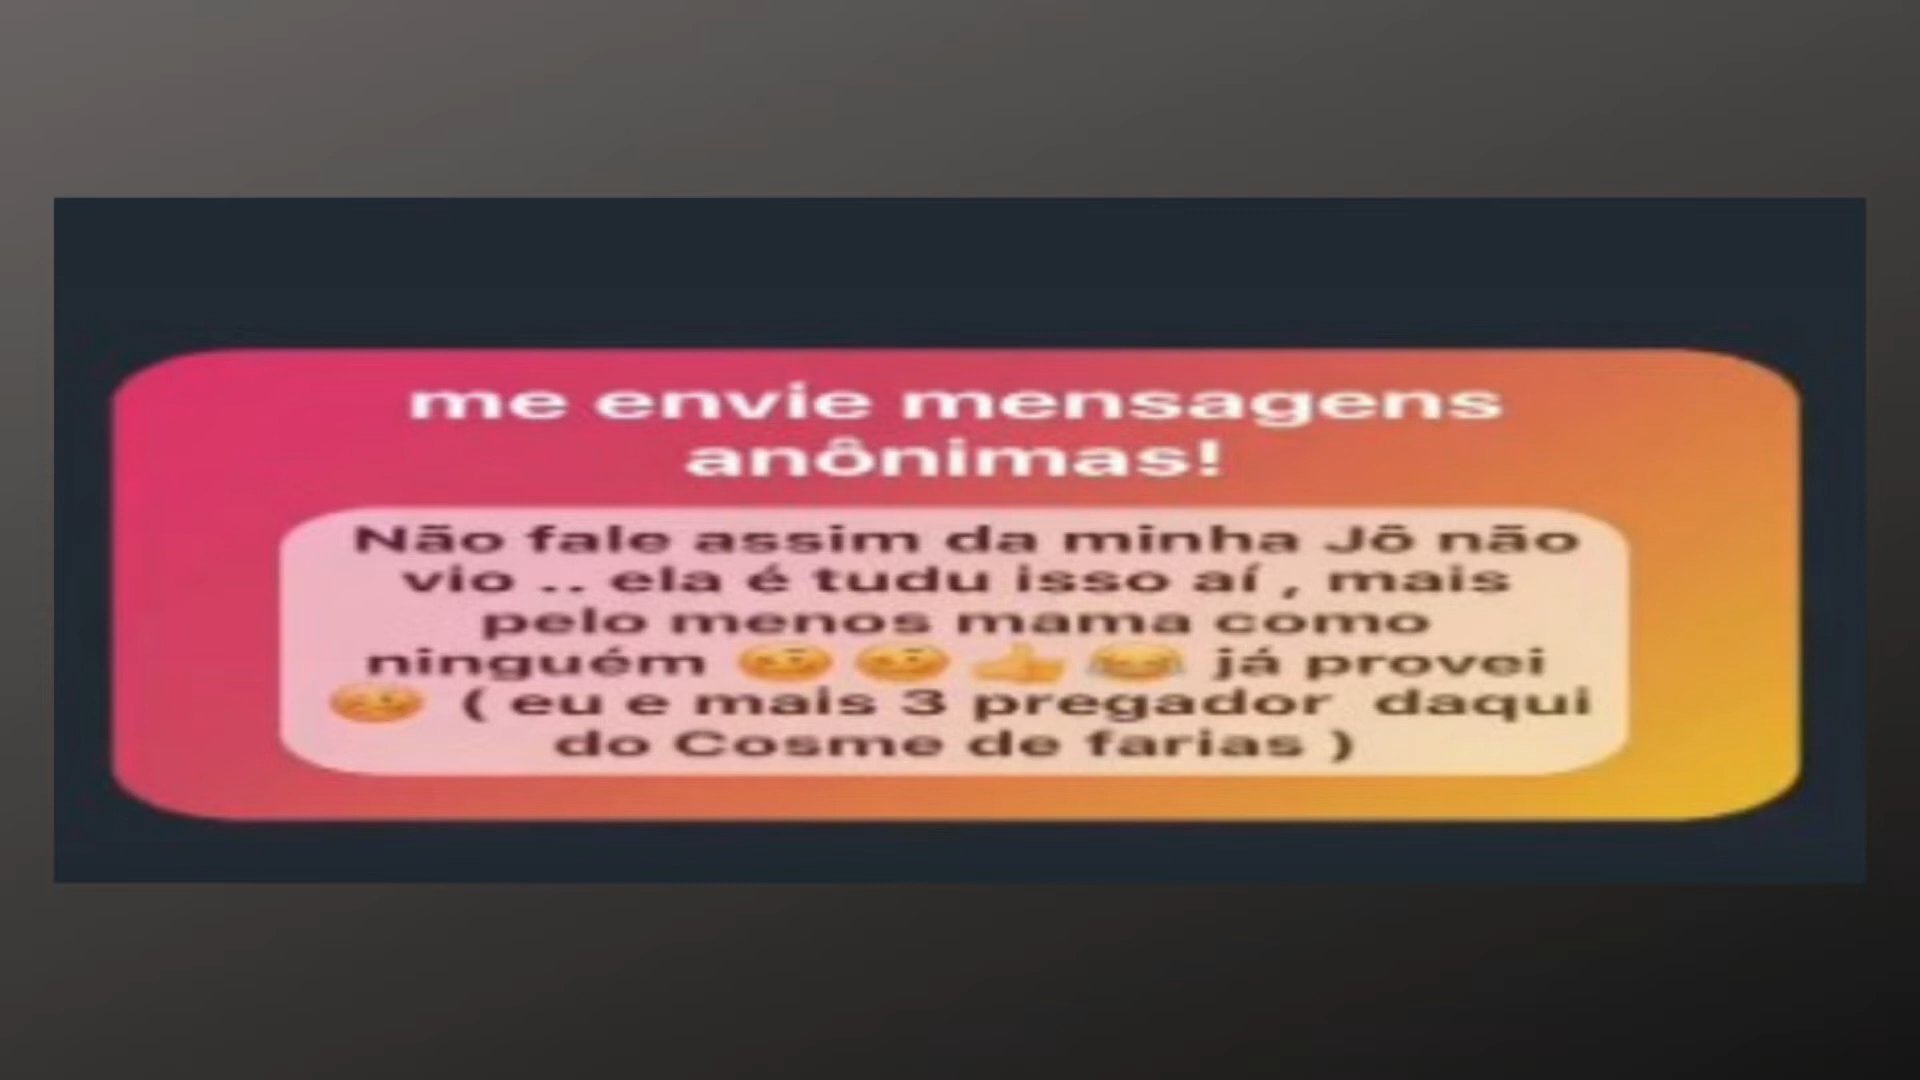 me envie mensagens
anônimas!
Não fale assim da minha Jô não
vio .. ela é tudu isso aí , mais
pelo menos mama como
ninguém 🤨🤨👍😂 já provei
🤨 ( eu e mais 3 pregador daqui
do Cosme de farias )